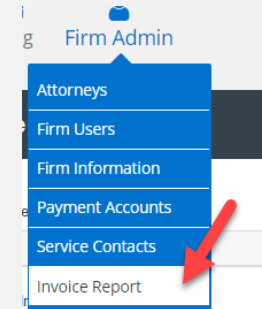 Firm Admin
Attorneys
Firm Users
Firm Information
Payment Accounts
Service Contacts
Invoice Report